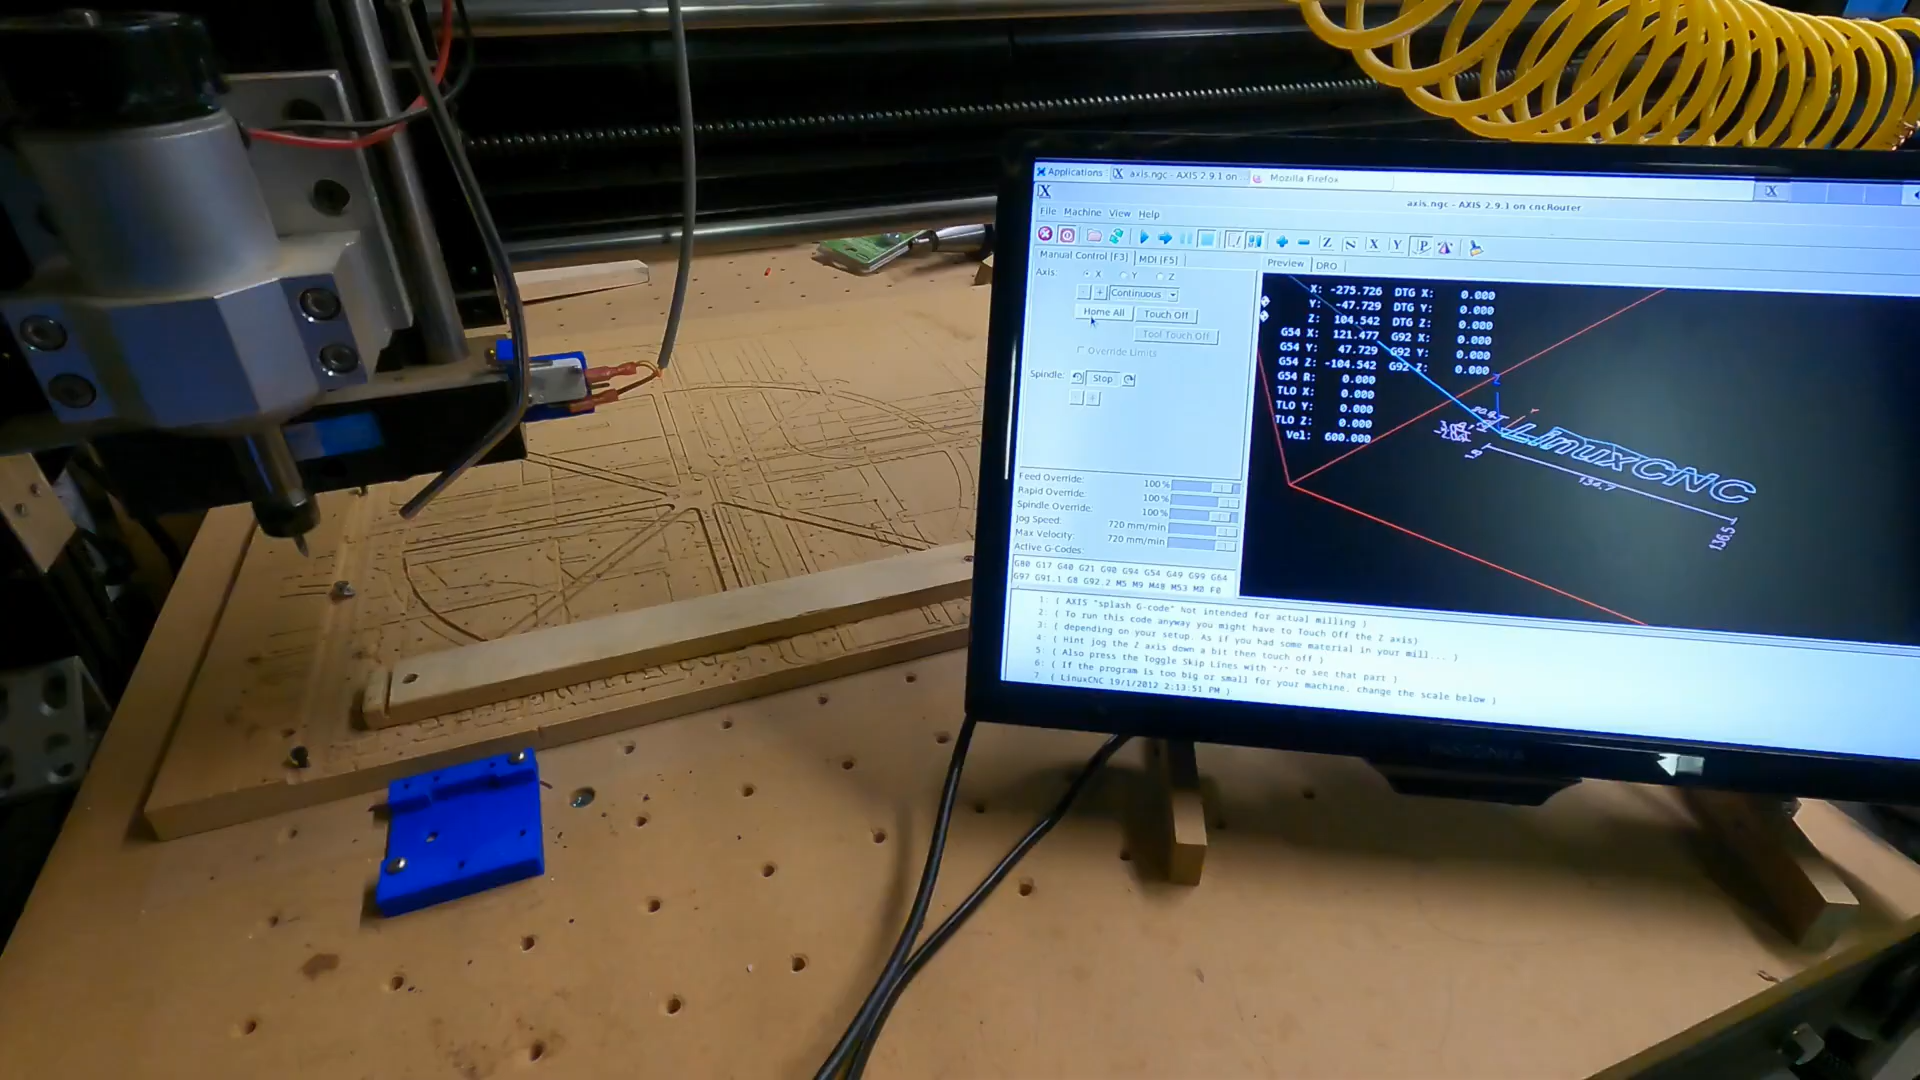 Applications axis.ngc - AXIS 2.9.1 on ... Mozilla Firefox
axis.ngc - AXIS 2.9.1 on cncRouter
File Machine View Help
Manual Control [F3] MDI [F5]
Preview DRO
Axis: X Y Z
- + Continuous
Home All Touch Off
Tool Touch Off
Override Limits
Spindle: Stop
- +
Feed Override: 100 %
Rapid Override: 100 %
Spindle Override: 100 %
Jog Speed: 720 mm/min
Max Velocity: 720 mm/min
Active G-Codes:
G80 G17 G40 G21 G90 G94 G54 G49 G99 G64
G97 G91.1 G8 G92.2 M5 M9 M48 M53 M0 F0
X: -275.726 DTG X: 0.000
Y: -47.729 DTG Y: 0.000
Z: 104.542 DTG Z: 0.000
G54 X: 121.477 G92 X: 0.000
G54 Y: 47.729 G92 Y: 0.000
G54 Z: -104.542 G92 Z: 0.000
G54 R: 0.000
TLO X: 0.000
TLO Y: 0.000
TLO Z: 0.000
Vel: 600.000
Z
LinuxCNC
134.7
136.5
1: ( AXIS "splash G-code" Not intended for actual milling )
2: ( To run this code anyway you might have to Touch Off the Z axis)
3: ( depending on your setup. As if you had some material in your mill... )
4: ( Hint jog the Z axis down a bit then touch off )
5: ( Also press the Toggle Skip Lines with "/" to see that part )
6: ( If the program is too big or small for your machine, change the scale below )
7: ( LinuxCNC 19/1/2012 2:13:51 PM )